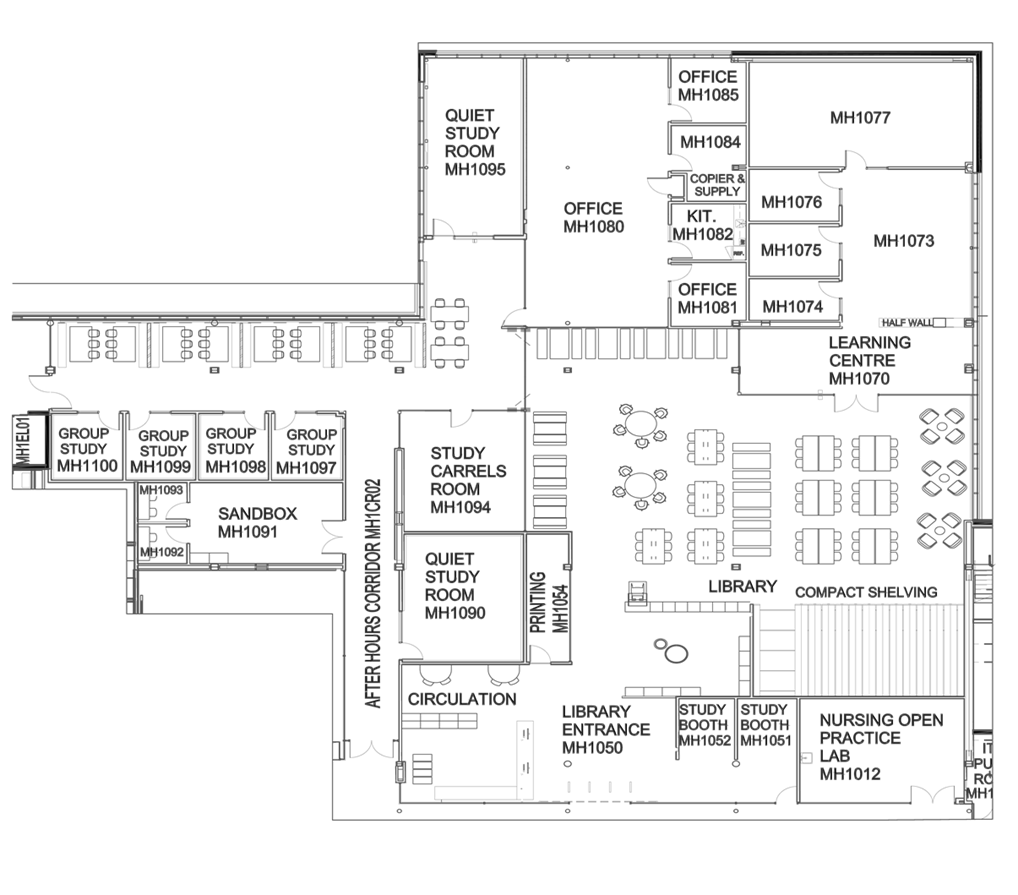 OFFICE
MH1085
QUIET
STUDY
ROOM
MH1095
MH1077
MH1084
COPIER &
SUPPLY
MH1076
OFFICE
MH1080
KIT.
MH1082
REF.
MH1075
MH1073
OFFICE
MH1081
MH1074
HALF WALL
LEARNING
CENTRE
MH1070
MH1EL01
GROUP
STUDY
MH1100
GROUP
STUDY
MH1099
GROUP
STUDY
MH1098
GROUP
STUDY
MH1097
STUDY
CARRELS
ROOM
MH1094
MH1093
SANDBOX
MH1091
MH1092
AFTER HOURS CORRIDOR MH1CR02
QUIET
STUDY
ROOM
MH1090
PRINTING
MH1054
LIBRARY
COMPACT SHELVING
CIRCULATION
LIBRARY
ENTRANCE
MH1050
STUDY
BOOTH
MH1052
STUDY
BOOTH
MH1051
NURSING OPEN
PRACTICE
LAB
MH1012
IT
PU
RO
MH1